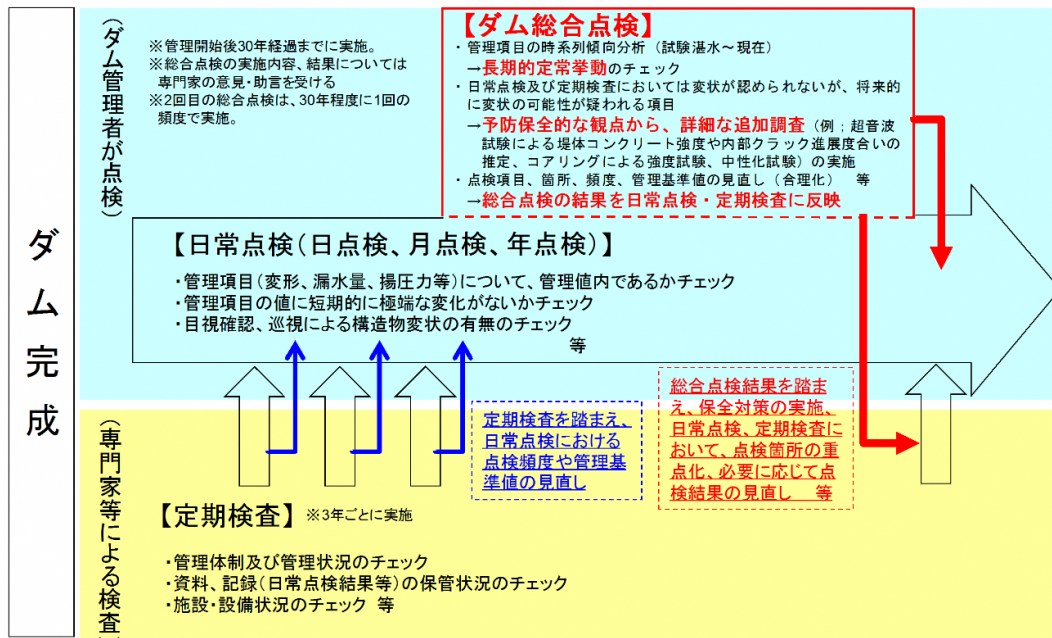 ダム完成
(ダム管理者が点検)
※管理開始後30年経過までに実施。
※総合点検の実施内容、結果については
専門家の意見・助言を受ける
※2回目の総合点検は、30年程度に1回の
頻度で実施。
【ダム総合点検】
・管理項目の時系列傾向分析（試験湛水～現在）
→長期的定常挙動のチェック
・日常点検及び定期検査においては変状が認められないが、将来的
に変状の可能性が疑われる項目
→予防保全的な観点から、詳細な追加調査（例；超音波
試験による堤体コンクリート強度や内部クラック進展度合いの
推定、コアリングによる強度試験、中性化試験）の実施
・点検項目、箇所、頻度、管理基準値の見直し（合理化）　等
→総合点検の結果を日常点検・定期検査に反映
【日常点検(日点検、月点検、年点検)】
・管理項目(変形、漏水量、揚圧力等)について、管理値内であるかチェック
・管理項目の値に短期的に極端な変化がないかチェック
・目視確認、巡視による構造物変状の有無のチェック
等
定期検査を踏まえ、
日常点検における
点検頻度や管理基
準値の見直し
総合点検結果を踏ま
え、保全対策の実施、
日常点検、定期検査に
おいて、点検箇所の重
点化、必要に応じて点
検結果の見直し　等
(専門家等による検査
【定期検査】※3年ごとに実施
・管理体制及び管理状況のチェック
・資料、記録(日常点検結果等)の保管状況のチェック
・施設・設備状況のチェック 等